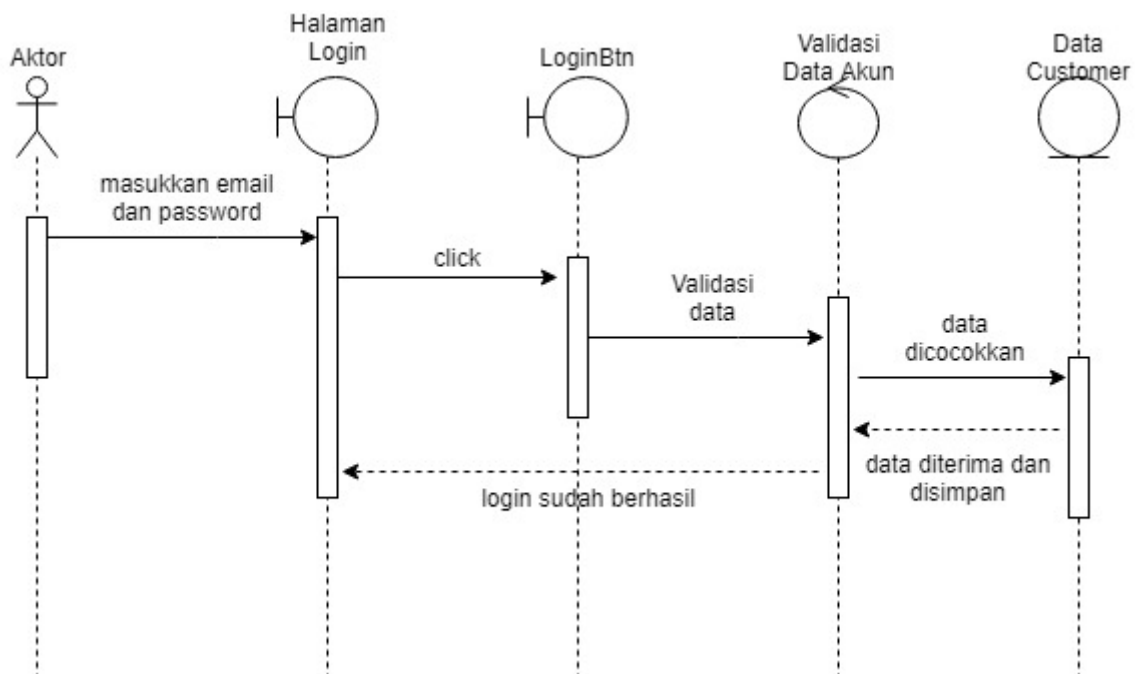 Aktor
Halaman
Login
LoginBtn
Validasi
Data Akun
Data
Customer
masukkan email
dan password
click
Validasi
data
data
dicocokkan
data diterima dan
disimpan
login sudah berhasil